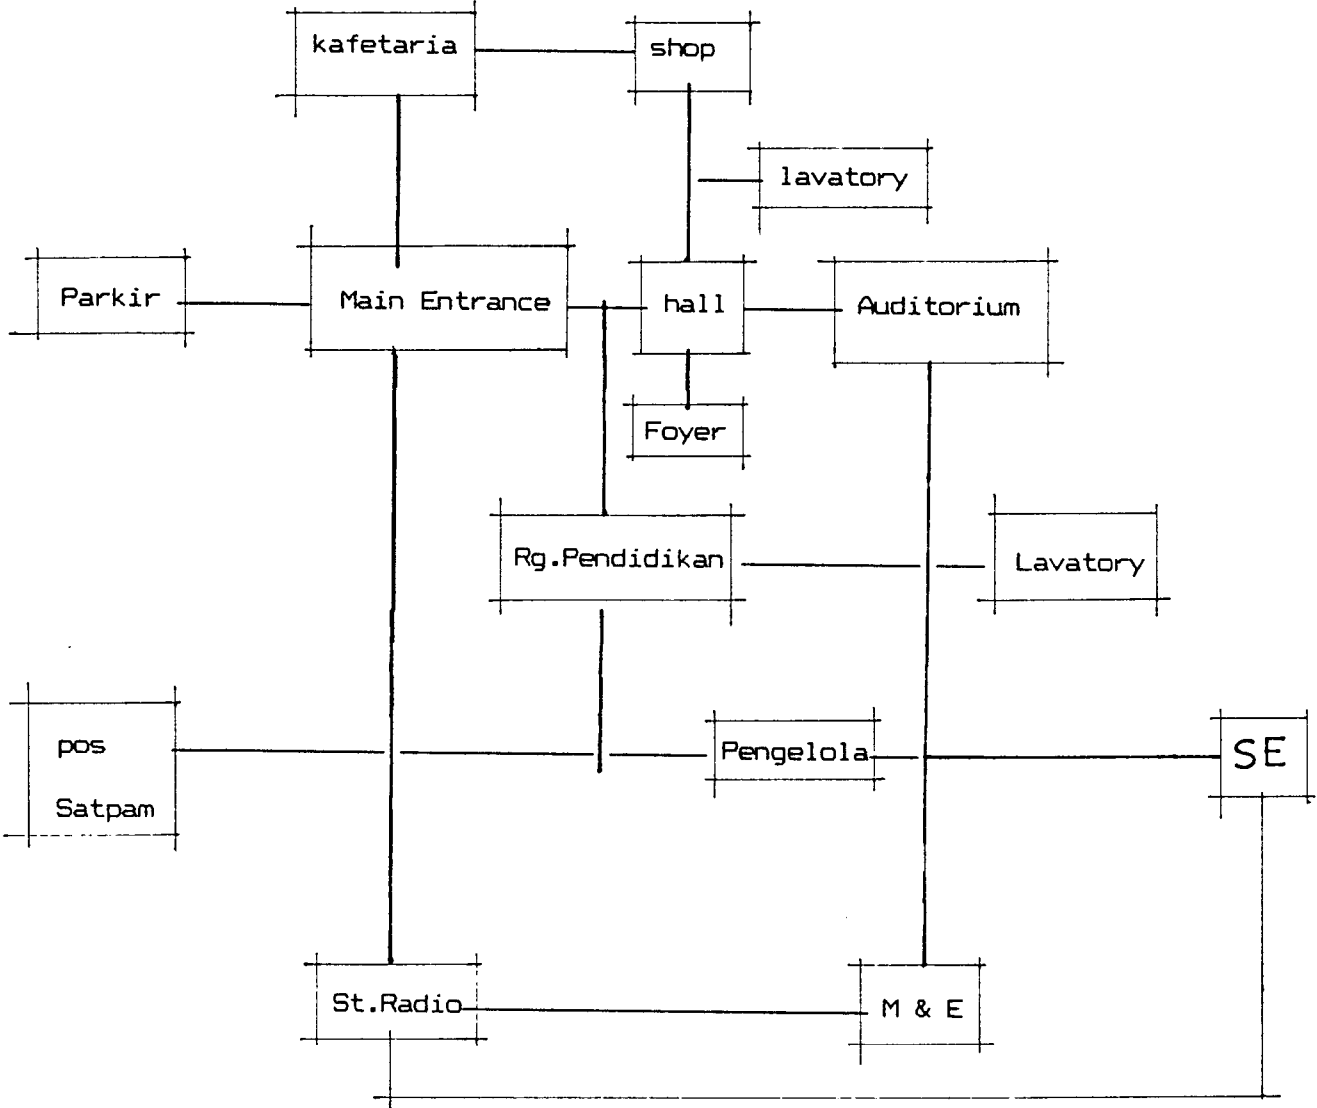 kafetaria
shop
lavatory
Parkir
Main Entrance
hall
Auditorium
Foyer
Rg.Pendidikan
Lavatory
pos
Satpam
Pengelola
SE
St.Radio
M & E